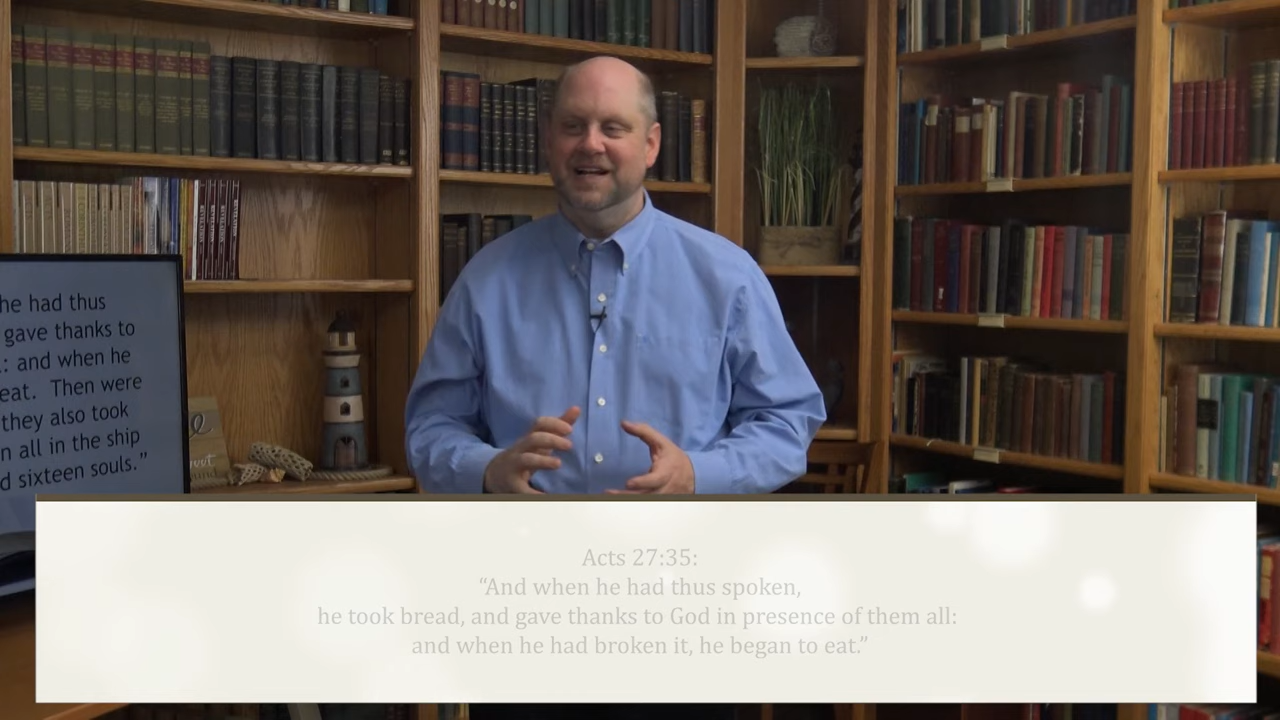 he had thus
gave thanks to
.: and when he
eat. Then were
they also took
n all in the ship
d sixteen souls.”
Acts 27:35:
“And when he had thus spoken,
he took bread, and gave thanks to God in presence of them all:
and when he had broken it, he began to eat.”